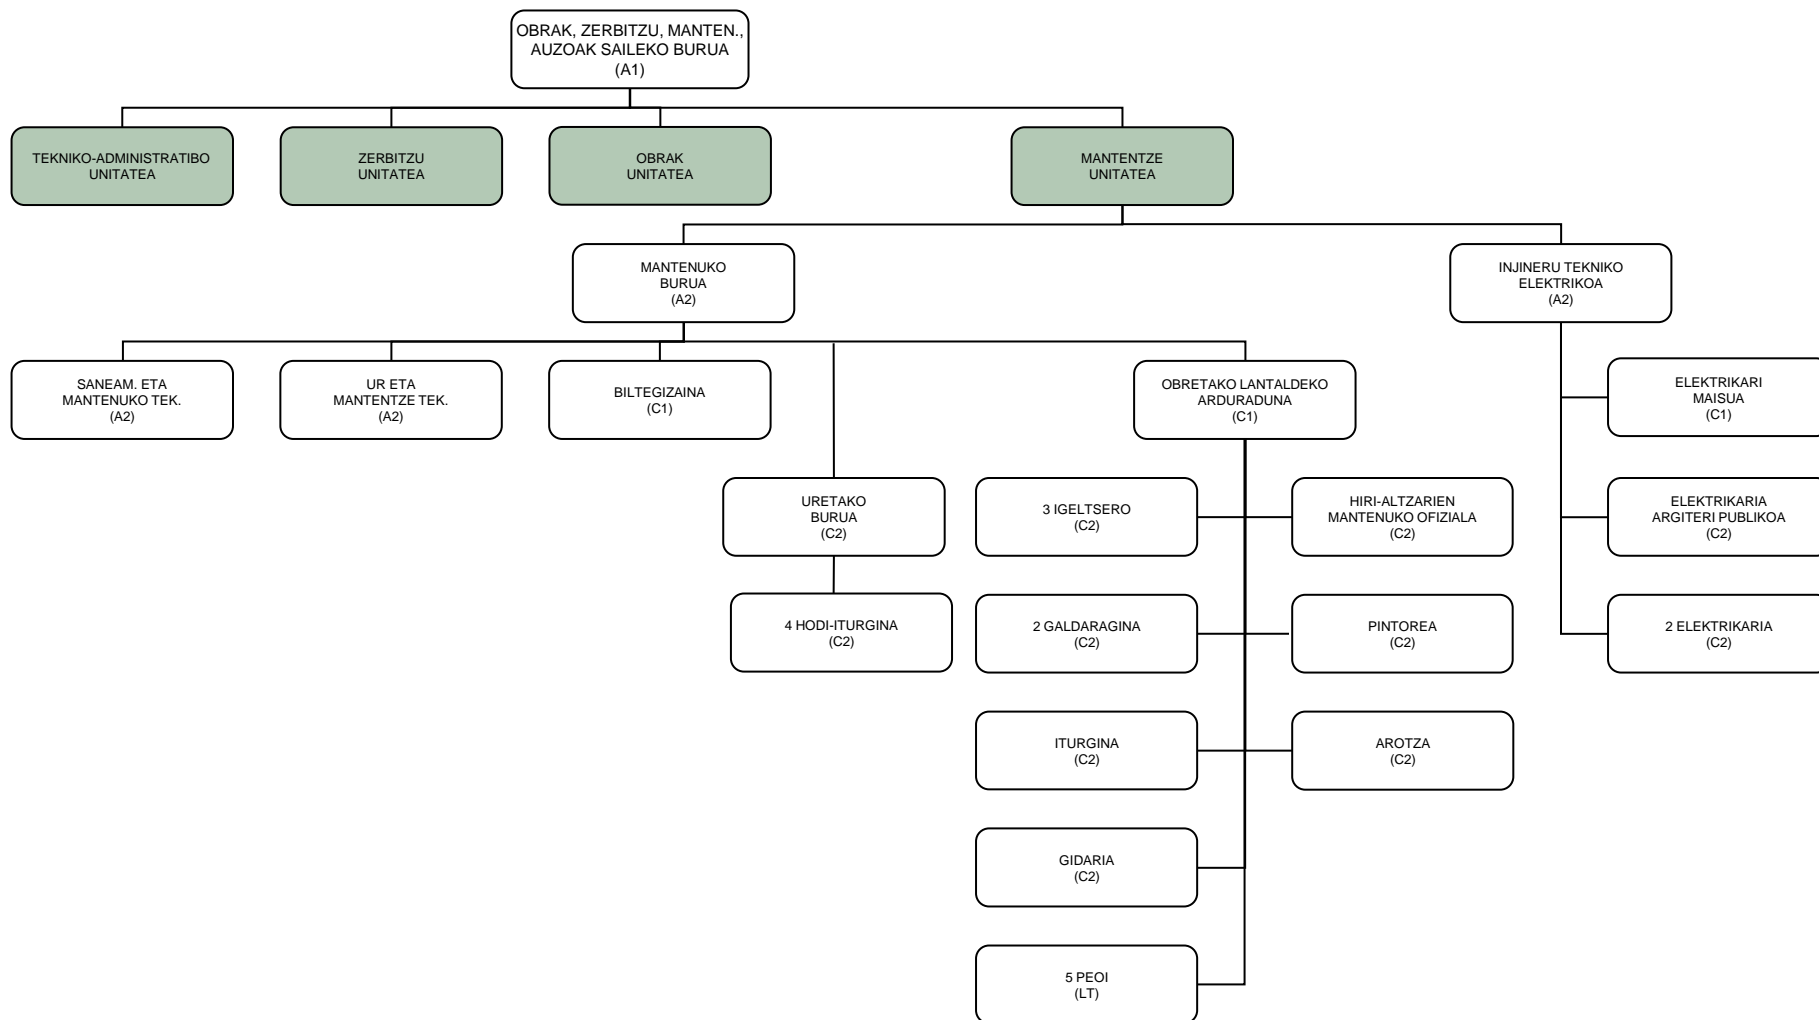 OBRAK, ZERBITZU, MANTEN.,
AUZOAK SAILEKO BURUA
(A1)
TEKNIKO-ADMINISTRATIBO
UNITATEA
ZERBITZU
UNITATEA
OBRAK
UNITATEA
MANTENTZE
UNITATEA
MANTENUKO
BURUA
(A2)
INJINERU TEKNIKO
ELEKTRIKOA
(A2)
SANEAM. ETA
MANTENUKO TEK.
(A2)
UR ETA
MANTENTZE TEK.
(A2)
BILTEGIZAINA
(C1)
OBRETAKO LANTALDEKO
ARDURADUNA
(C1)
ELEKTRIKARI
MAISUA
(C1)
URETAKO
BURUA
(C2)
3 IGELTSERO
(C2)
HIRI-ALTZARIEN
MANTENUKO OFIZIALA
(C2)
ELEKTRIKARIA
ARGITERI PUBLIKOA
(C2)
4 HODI-ITURGINA
(C2)
2 GALDARAGINA
(C2)
PINTOREA
(C2)
2 ELEKTRIKARIA
(C2)
ITURGINA
(C2)
AROTZA
(C2)
GIDARIA
(C2)
5 PEOI
(LT)